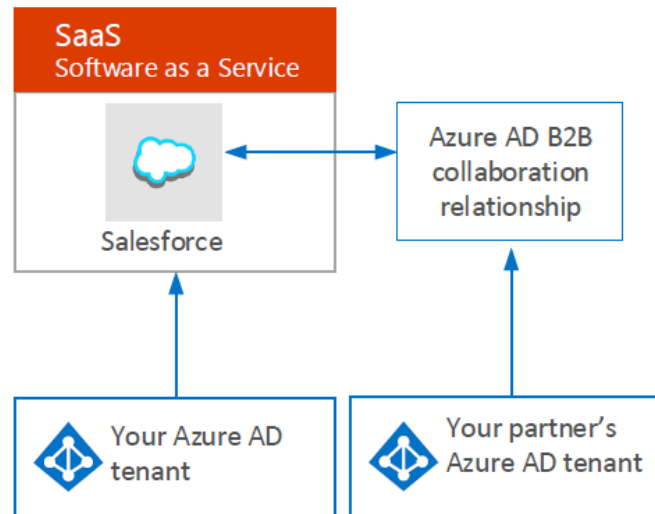 SaaS
Software as a Service
Salesforce
Azure AD B2B
collaboration
relationship
Your Azure AD
tenant
Your partner’s
Azure AD tenant